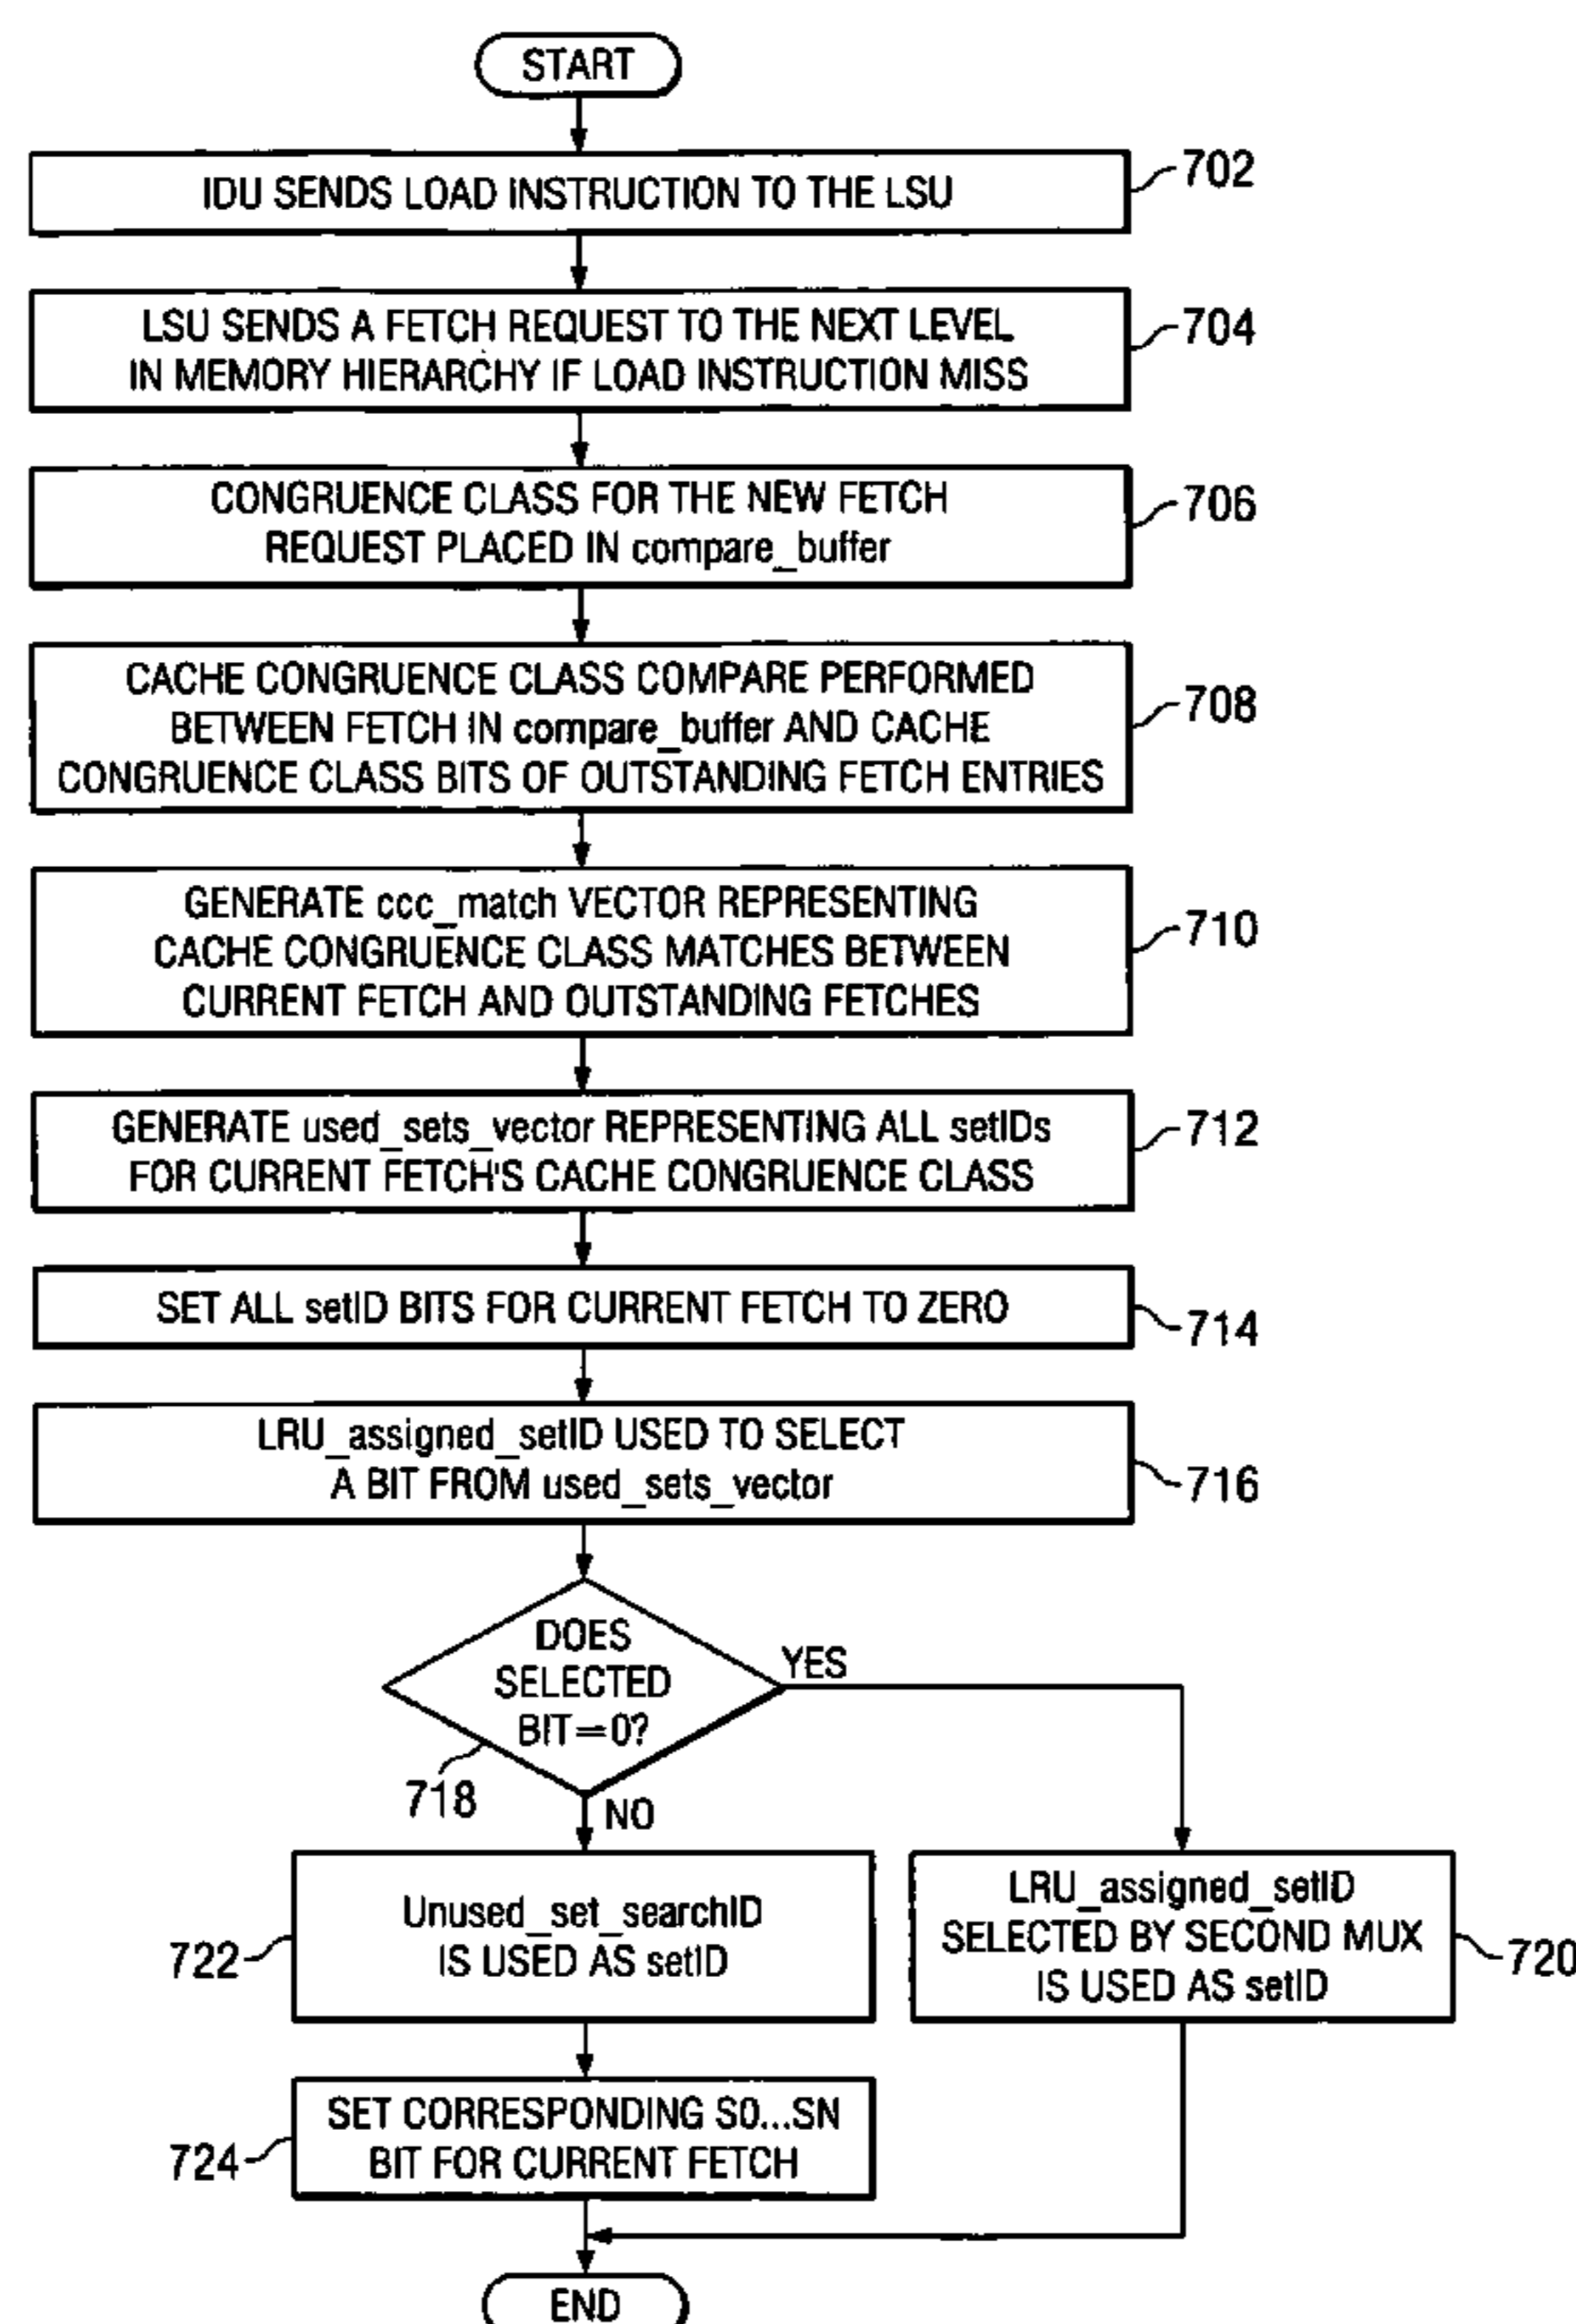 START
IDU SENDS LOAD INSTRUCTION TO THE LSU
702
LSU SENDS A FETCH REQUEST TO THE NEXT LEVEL
IN MEMORY HIERARCHY IF LOAD INSTRUCTION MISS
704
CONGRUENCE CLASS FOR THE NEW FETCH
REQUEST PLACED IN compare_buffer
706
CACHE CONGRUENCE CLASS COMPARE PERFORMED
BETWEEN FETCH IN compare_buffer AND CACHE
CONGRUENCE CLASS BITS OF OUTSTANDING FETCH ENTRIES
708
GENERATE ccc_match VECTOR REPRESENTING
CACHE CONGRUENCE CLASS MATCHES BETWEEN
CURRENT FETCH AND OUTSTANDING FETCHES
710
GENERATE used_sets_vector REPRESENTING ALL setIDs
FOR CURRENT FETCH'S CACHE CONGRUENCE CLASS
712
SET ALL setID BITS FOR CURRENT FETCH TO ZERO
714
LRU_assigned_setID USED TO SELECT
A BIT FROM used_sets_vector
716
DOES
SELECTED
BIT=0?
718
YES
NO
Unused_set_searchID
IS USED AS setID
722
LRU_assigned_setID
SELECTED BY SECOND MUX
IS USED AS setID
720
SET CORRESPONDING S0...SN
BIT FOR CURRENT FETCH
724
END